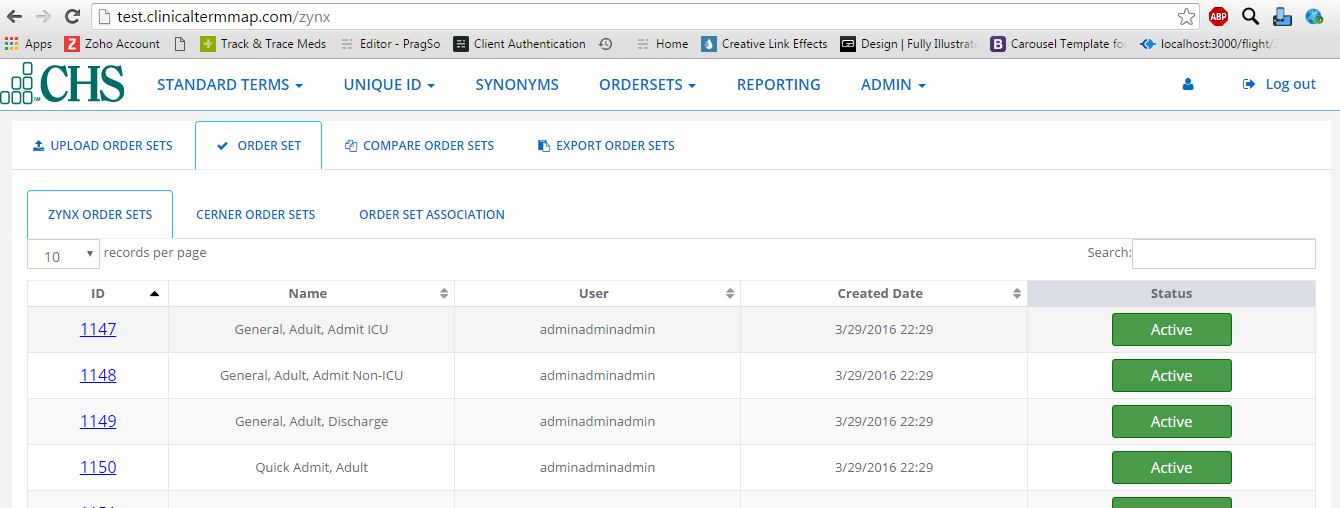 test.clinicaltermmap.com/zynx
ABP
Apps Zoho Account Track & Trace Meds Editor - PragSo Client Authentication Home Creative Link Effects Design | Fully Illustrat Carousel Template for localhost:3000/flight/
CHS STANDARD TERMS UNIQUE ID SYNONYMS ORDERSETS REPORTING ADMIN Log out
UPLOAD ORDER SETS ORDER SET COMPARE ORDER SETS EXPORT ORDER SETS
ZYNX ORDER SETS CERNER ORDER SETS ORDER SET ASSOCIATION
10 records per page Search:
ID Name User Created Date Status
1147 General, Adult, Admit ICU adminadminadmin 3/29/2016 22:29 Active
1148 General, Adult, Admit Non-ICU adminadminadmin 3/29/2016 22:29 Active
1149 General, Adult, Discharge adminadminadmin 3/29/2016 22:29 Active
1150 Quick Admit, Adult adminadminadmin 3/29/2016 22:29 Active